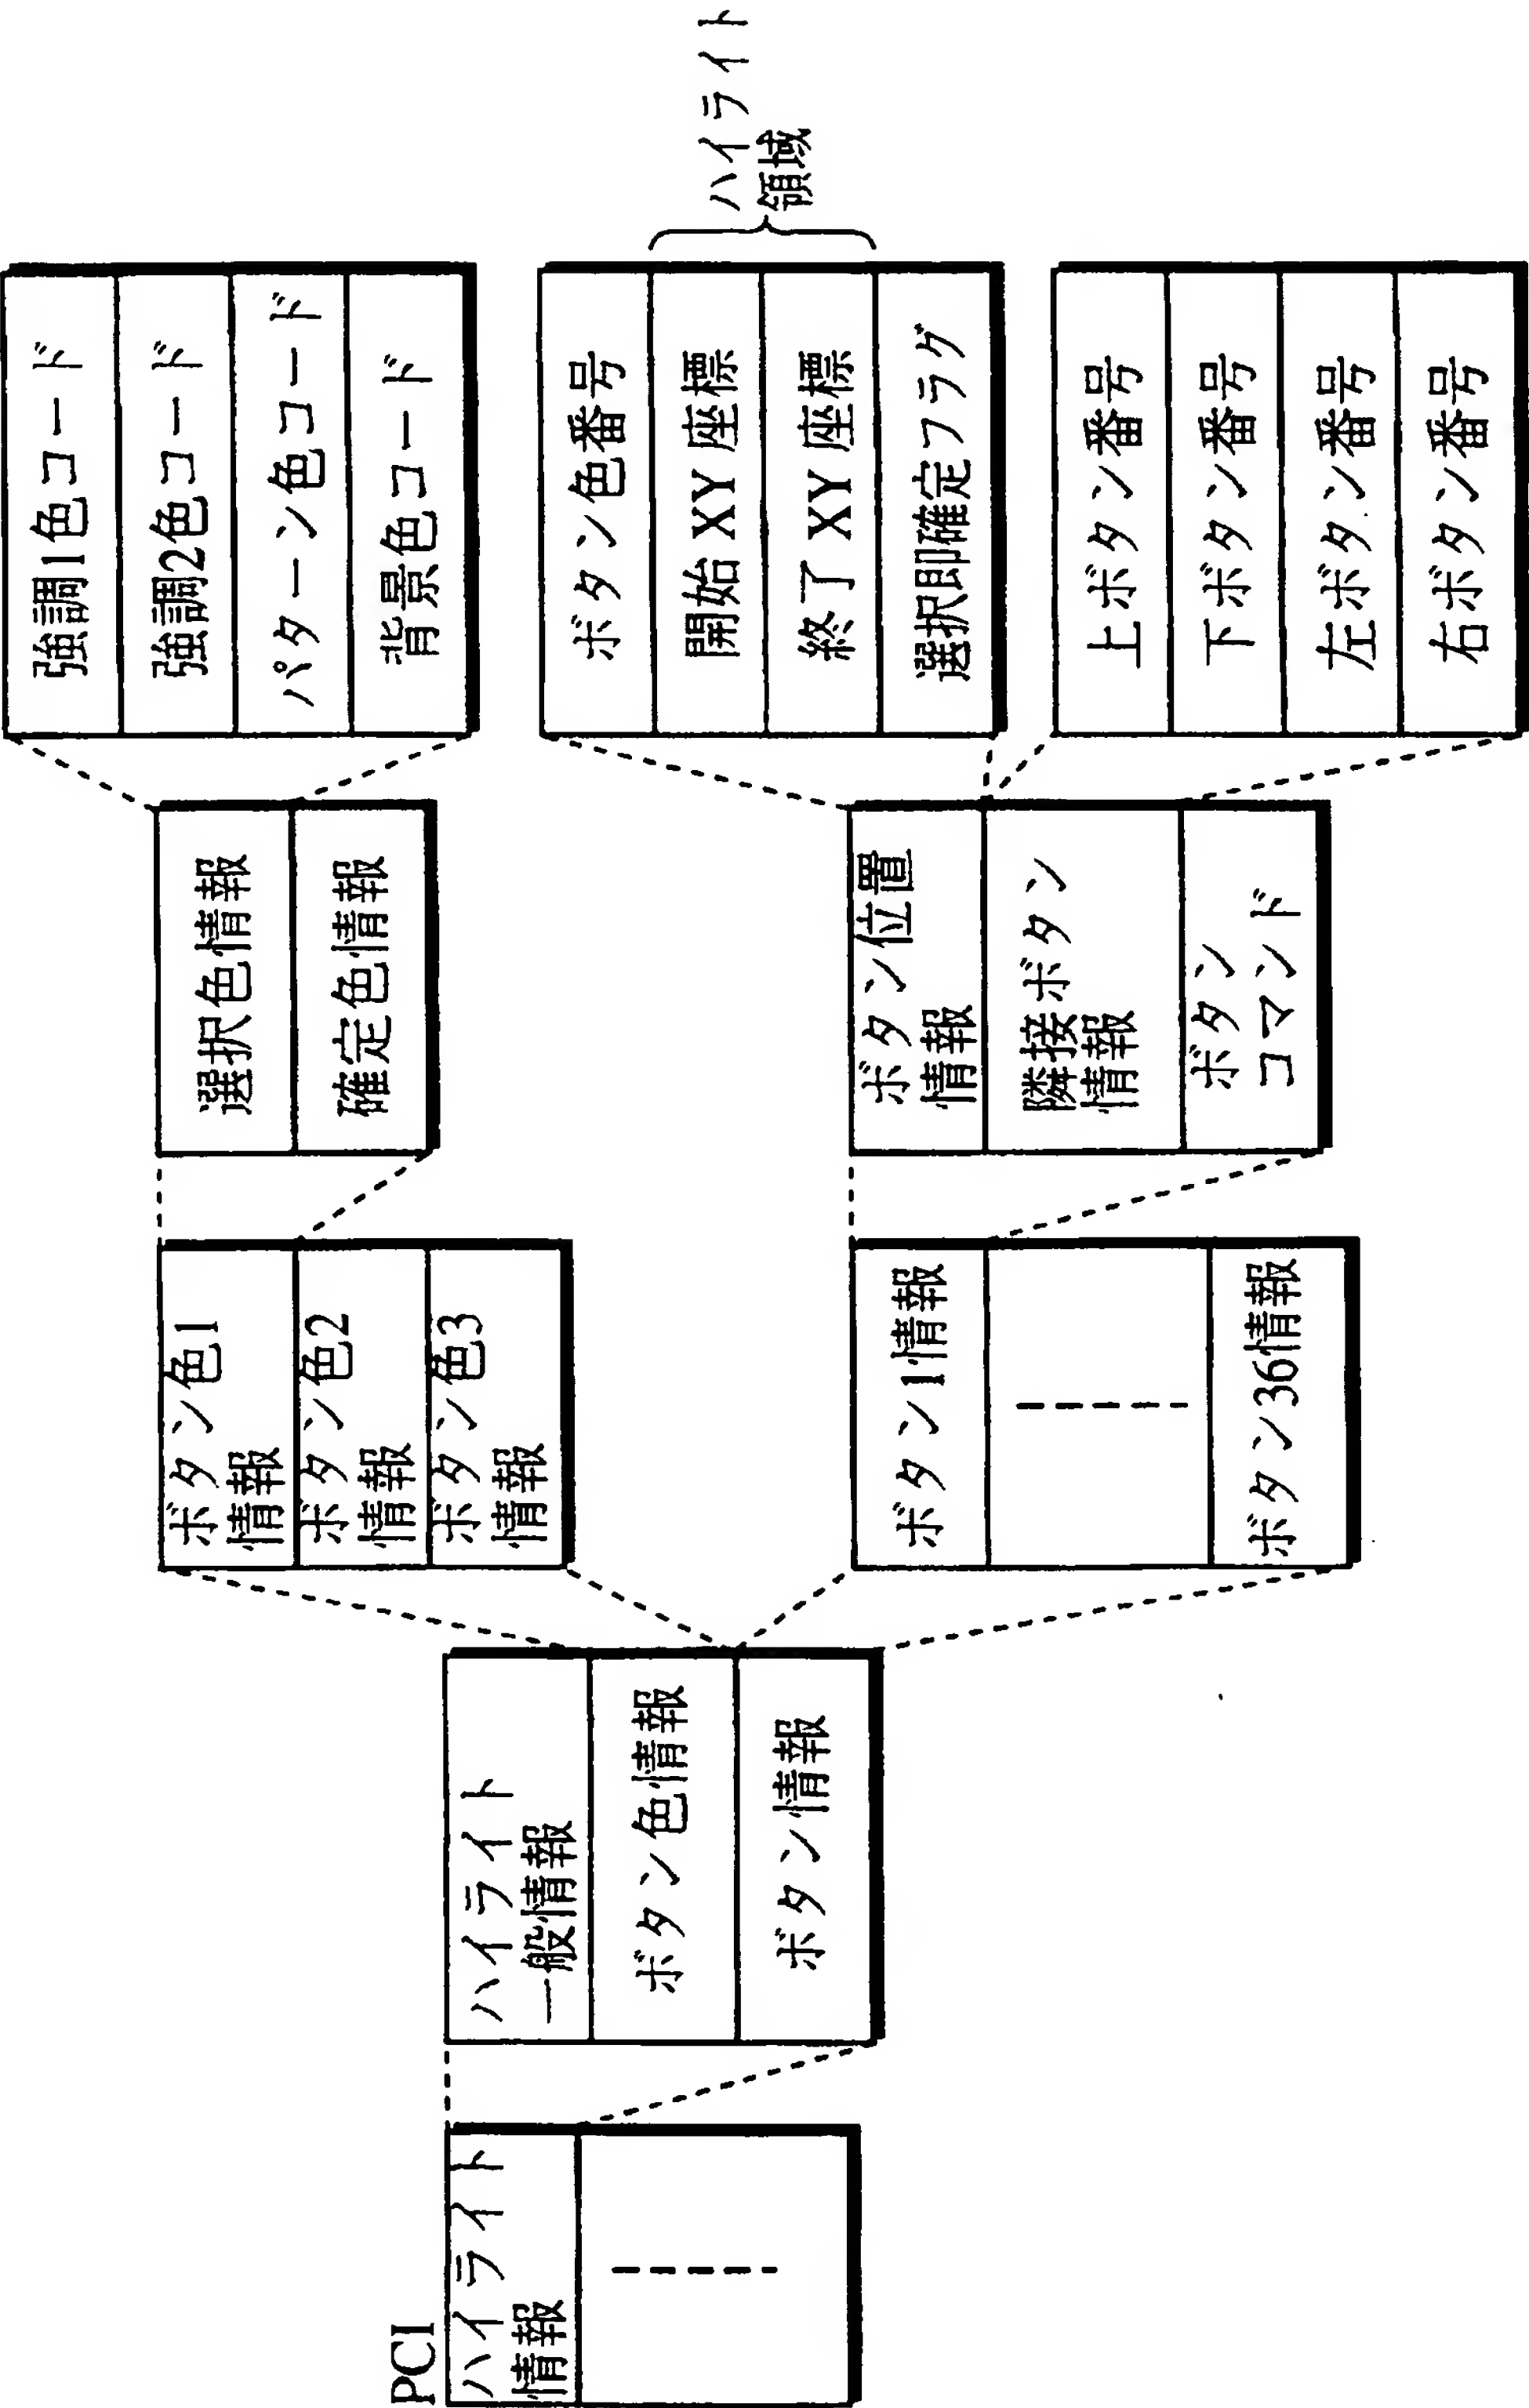 PCI
ハイライト
情報
ハイライト
一般情報
ボタン色情報
ボタン情報
ボタン色1
情報
ボタン色2
情報
ボタン色3
情報
ボタン1情報
ボタン36情報
選択色情報
確定色情報
ボタン位置
情報
隣接ボタン
情報
ボタン
コマンド
強調1色コード
強調2色コード
パターン色コード
背景色コード
ボタン色番号
開始 XY 座標
終了 XY 座標
選択即確定フラグ
上ボタン番号
下ボタン番号
左ボタン番号
右ボタン番号
ハイライト
領域